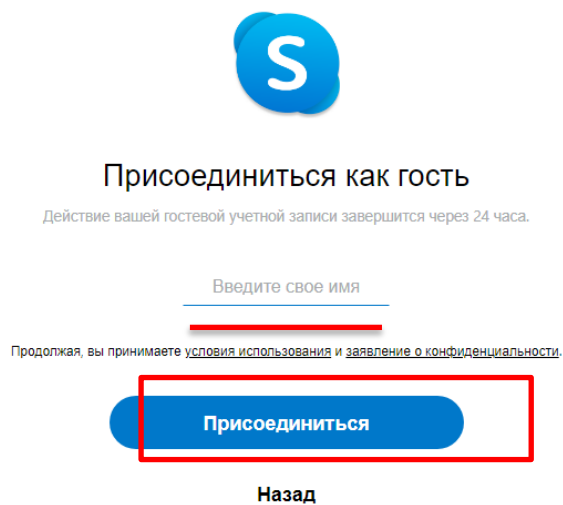 S
Присоединиться как гость
Действие вашей гостевой учетной записи завершится через 24 часа.
Введите свое имя
Продолжая, вы принимаете условия использования и заявление о конфиденциальности.
Присоединиться
Назад